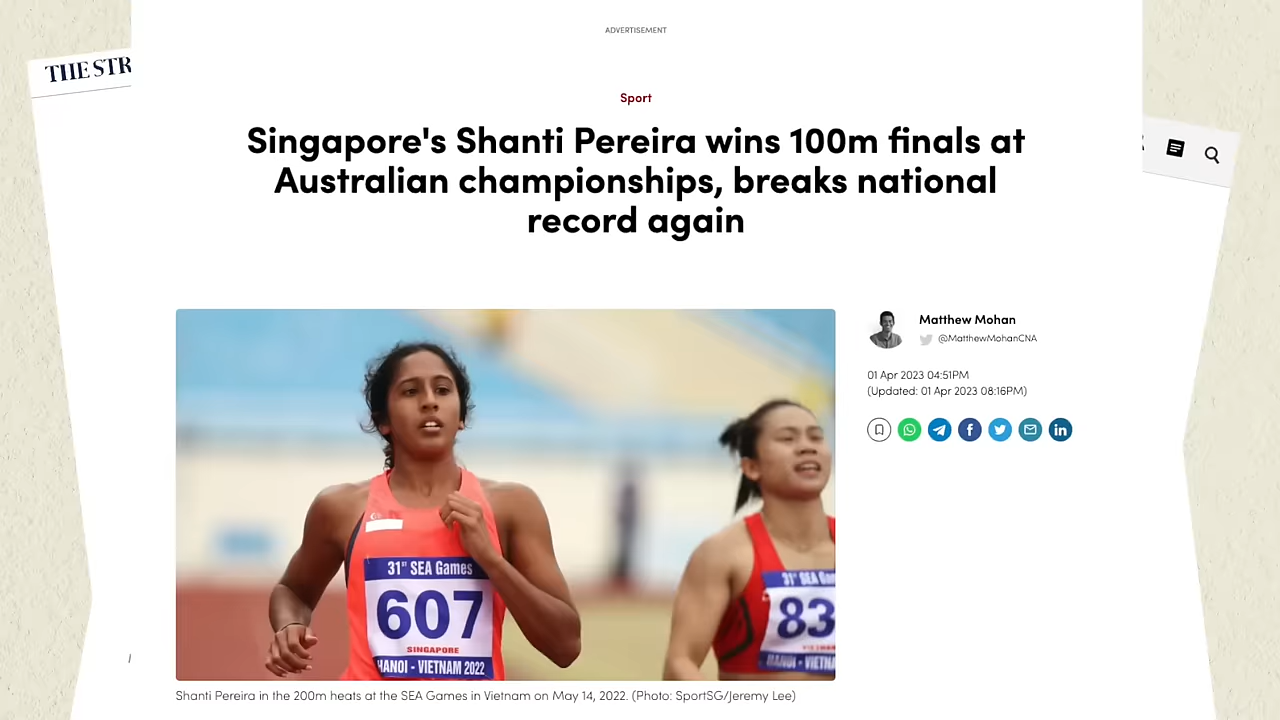 THE STR
ADVERTISEMENT
Sport
Singapore's Shanti Pereira wins 100m finals at
Australian championships, breaks national
record again
Matthew Mohan
@MatthewMohanCNA
01 Apr 2023 04:51PM
(Updated: 01 Apr 2023 08:16PM)
31st SEA Games
607
SINGAPORE
HANOI - VIETNAM 2022
31st SEA Gam
83
HANOI - VIETNA
Shanti Pereira in the 200m heats at the SEA Games in Vietnam on May 14, 2022. (Photo: SportSG/Jeremy Lee)